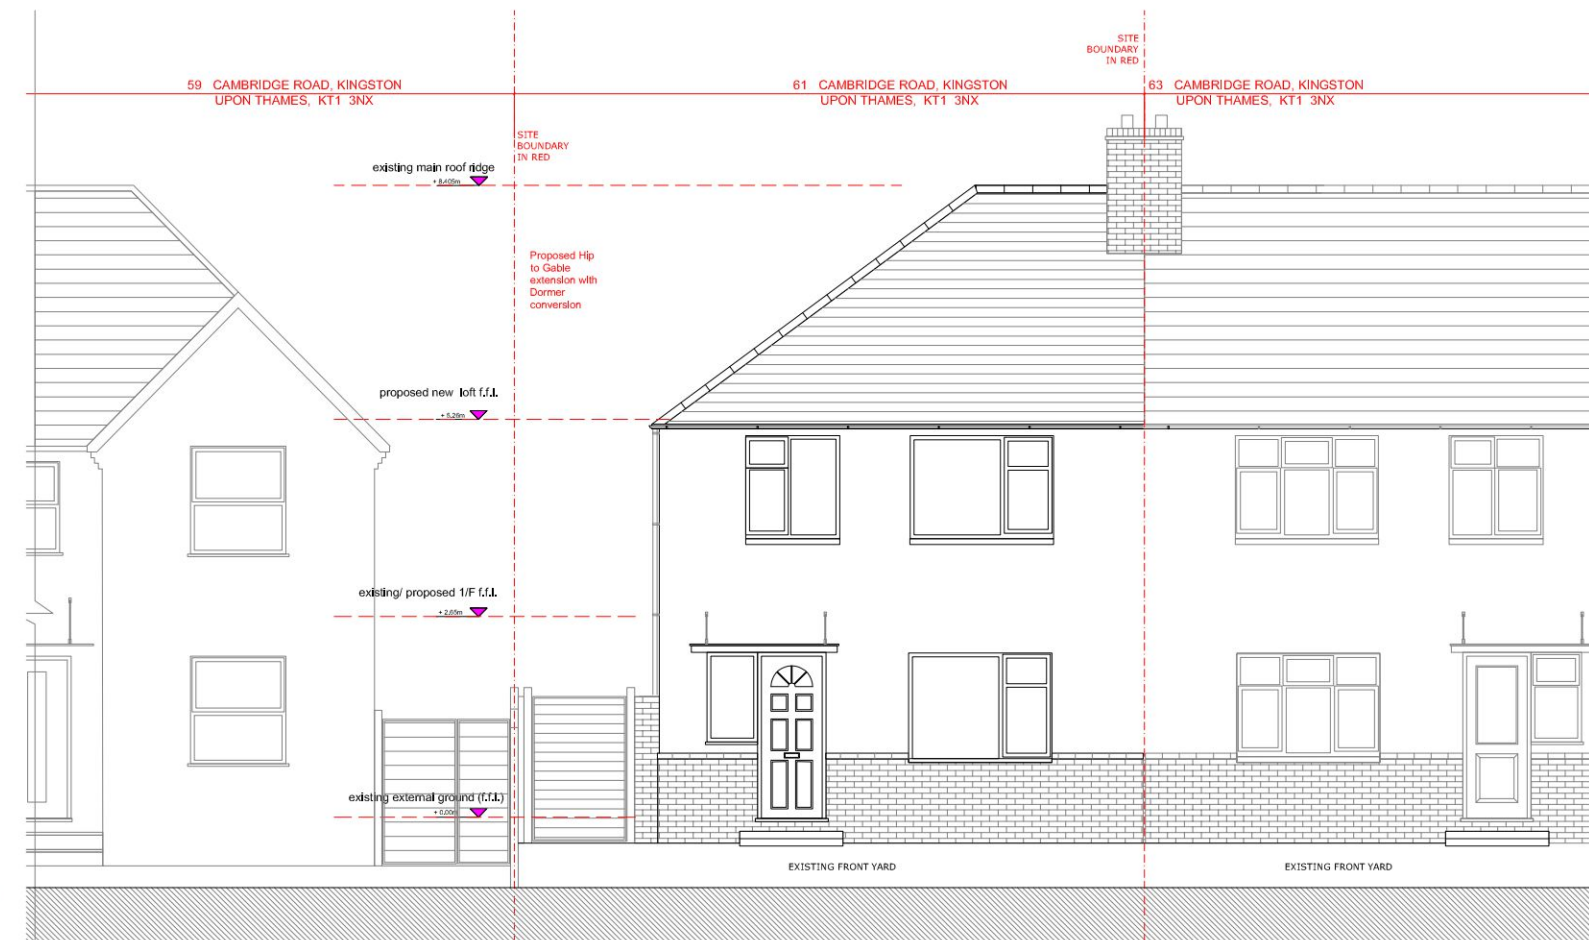 SITE
BOUNDARY
IN RED
59 CAMBRIDGE ROAD, KINGSTON
UPON THAMES, KT1 3NX
61 CAMBRIDGE ROAD, KINGSTON
UPON THAMES, KT1 3NX
63 CAMBRIDGE ROAD, KINGSTON
UPON THAMES, KT1 3NX
SITE
BOUNDARY
IN RED
existing main roof ridge
+ 8,405m
Proposed Hip
to Gable
extension with
Dormer
conversion
proposed new loft f.f.l.
+ 5,26m
existing/ proposed 1/F f.f.l.
+ 2,65m
existing external ground (f.f.l.)
+ 0,00m
EXISTING FRONT YARD
EXISTING FRONT YARD